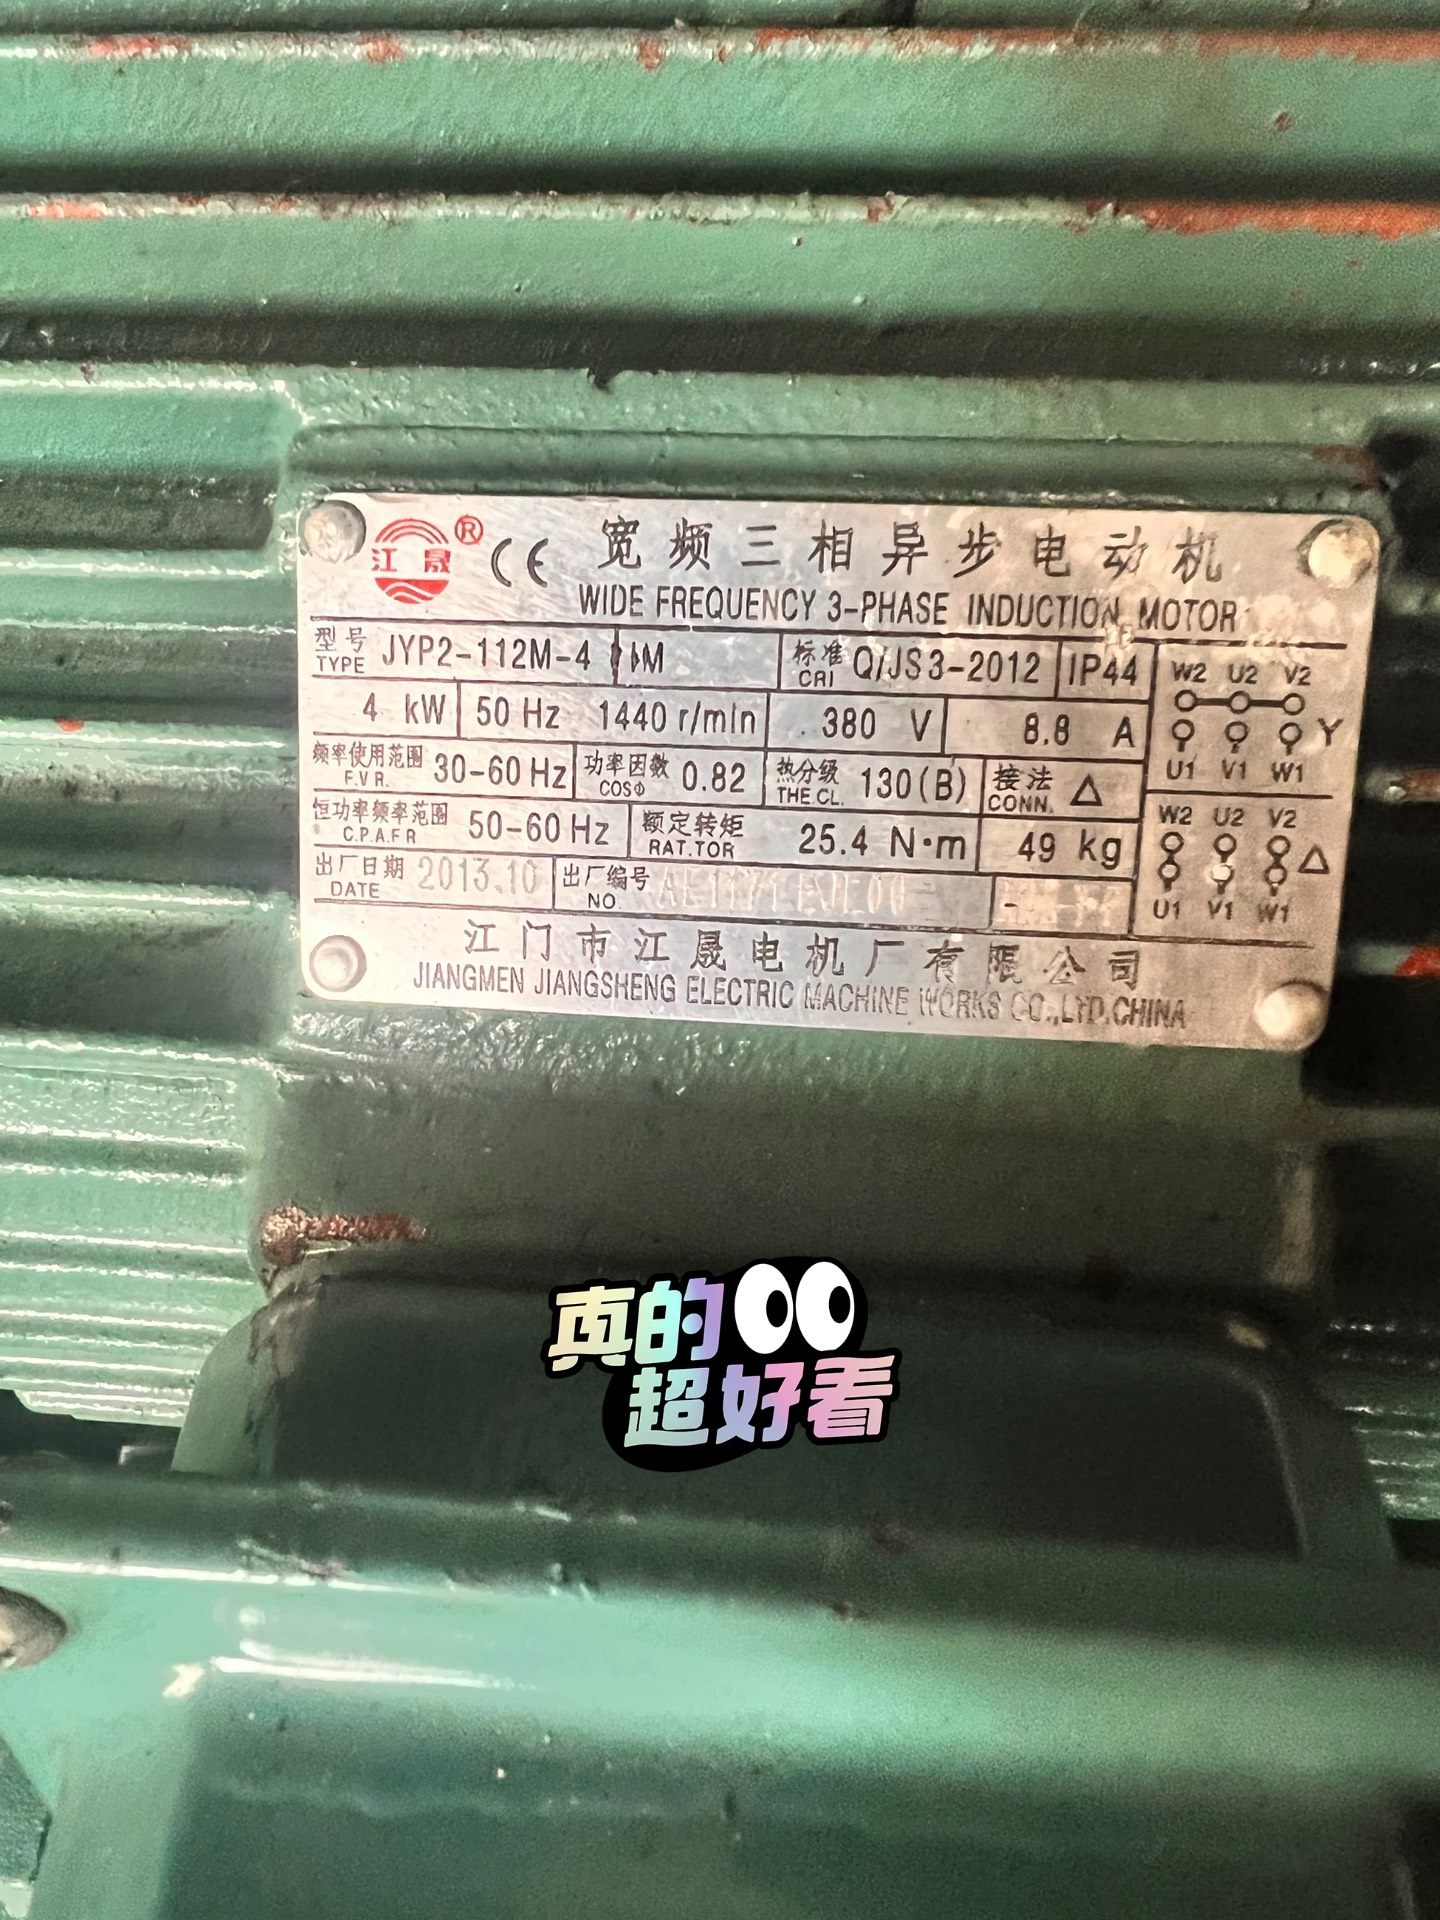 江晟 ® CE 宽频三相异步电动机
WIDE FREQUENCY 3-PHASE INDUCTION MOTOR
型号 TYPE JYP2-112M-4 M 标准 CRI Q/JS3-2012 IP44
4 kW 50 Hz 1440 r/min 380 V 8.8 A
频率使用范围 F.V.R. 30-60 Hz 功率因数 COSΦ 0.82 热分级 THE.CL. 130(B) 接法 CONN. △
恒功率频率范围 C.P.A.F.R 50-60 Hz 额定转矩 RAT.TOR 25.4 N·m 49 kg
出厂日期 DATE 2013.10 出厂编号 NO.
W2 U2 V2
Y
U1 V1 W1
W2 U2 V2
△
U1 V1 W1
江门市江晟电机厂有限公司
JIANGMEN JIANGSHENG ELECTRIC MACHINE WORKS CO.,LTD.CHINA
真的
超好看